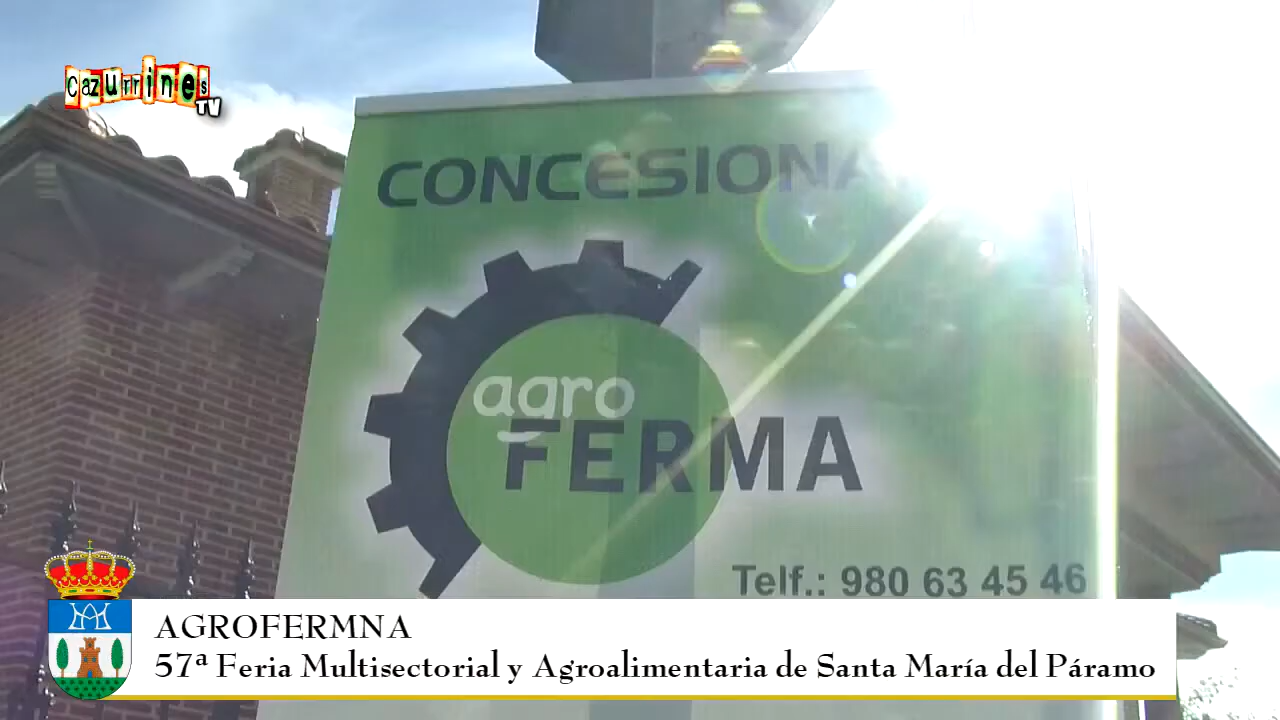 Cazurrines
TV
agro
FERMA
Telf.: 980 63 45 46
AGROFERMNA
57ª Feria Multisectorial y Agroalimentaria de Santa María del Páramo